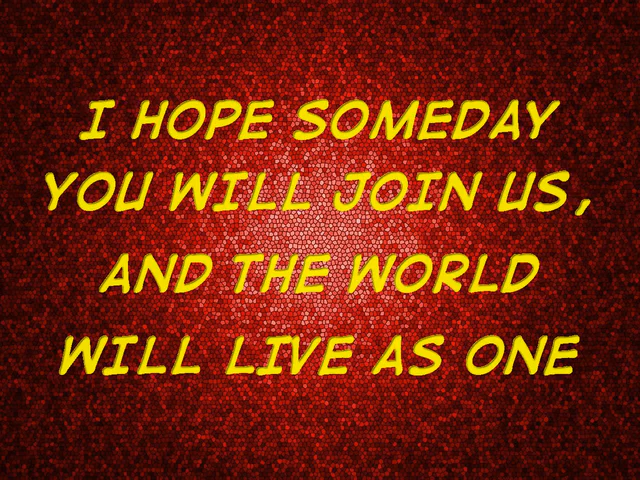 I HOPE SOMEDAY
YOU WILL JOIN US,
AND THE WORLD
WILL LIVE AS ONE